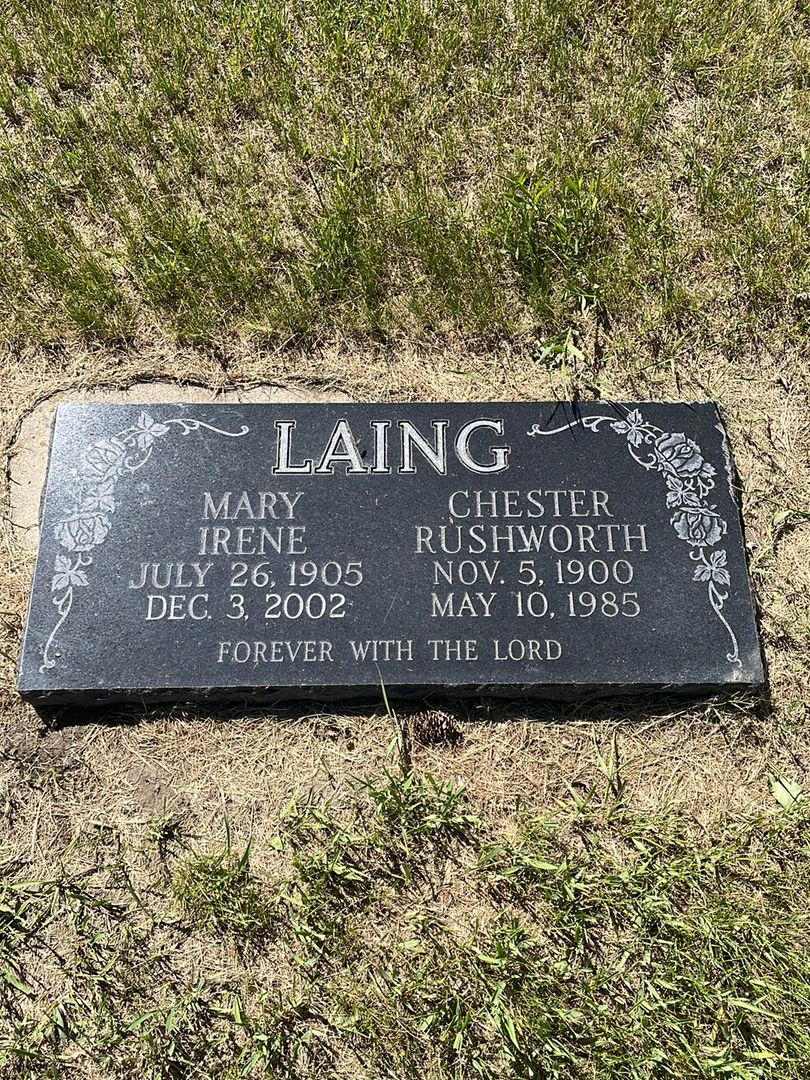 LAING
MARY
IRENE
JULY 26, 1905
DEC. 3, 2002
CHESTER
RUSHWORTH
NOV. 5, 1900
MAY 10, 1985
FOREVER WITH THE LORD